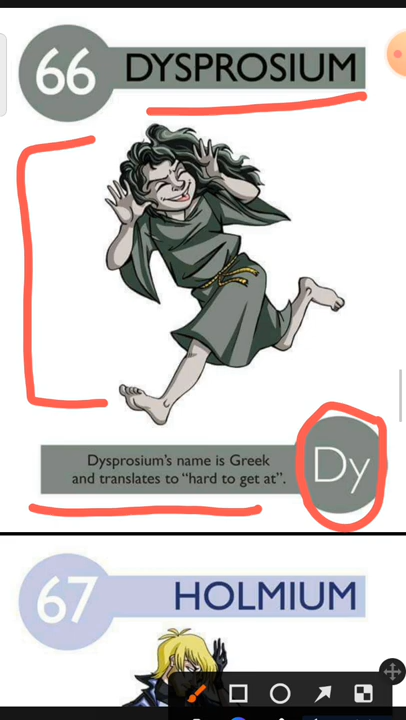 66 DYSPROSIUM
Dysprosium's name is Greek
and translates to “hard to get at”.
Dy
67 HOLMIUM